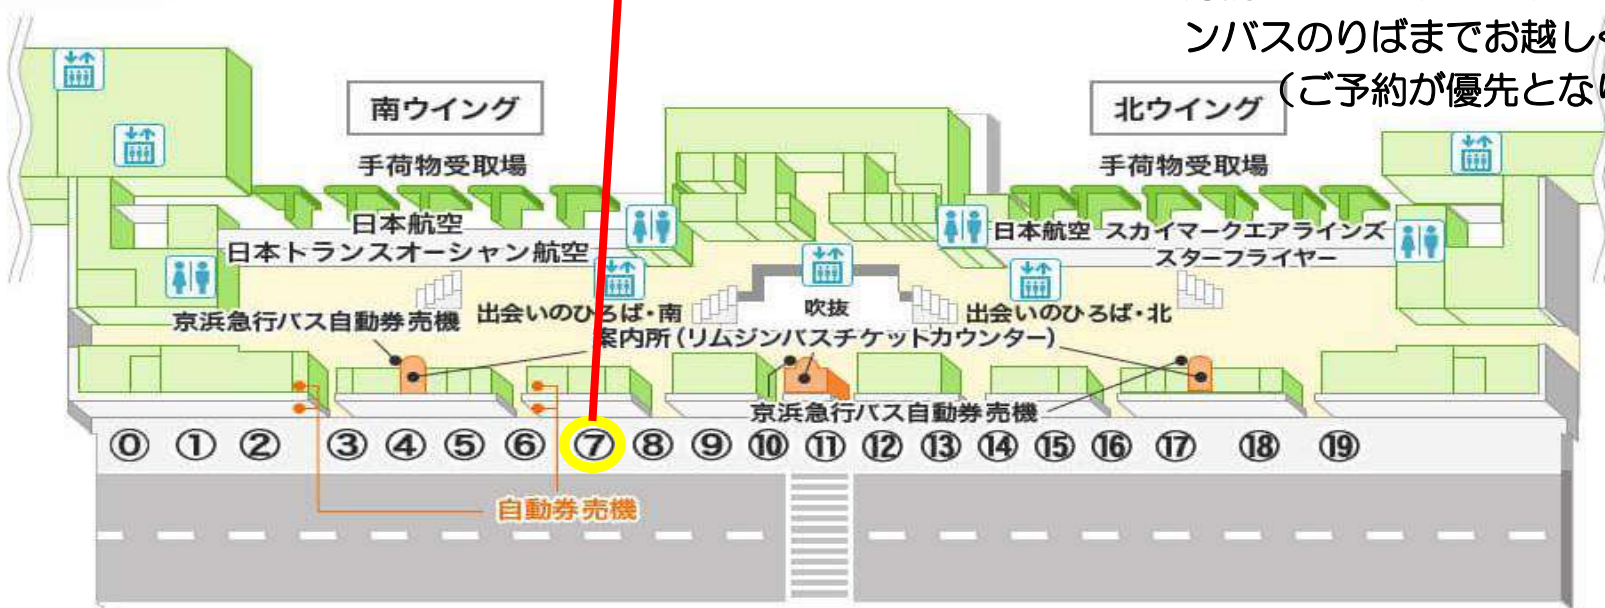 ンバスのりばまでお越し
(ご予約が優先とな
南ウイング
北ウイング
手荷物受取場
手荷物受取場
日本航空
日本トランスオーシャン航空
日本航空 スカイマークエアラインズ
スターフライヤー
京浜急行バス自動券売機
出会いのひろば・南
吹抜
出会いのひろば・北
案内所(リムジンバスチケットカウンター)
京浜急行バス自動券売機
⓪ ① ② ③ ④ ⑤ ⑥ ⑦ ⑧ ⑨ ⑩ ⑪ ⑫ ⑬ ⑭ ⑮ ⑯ ⑰ ⑱ ⑲
自動券売機